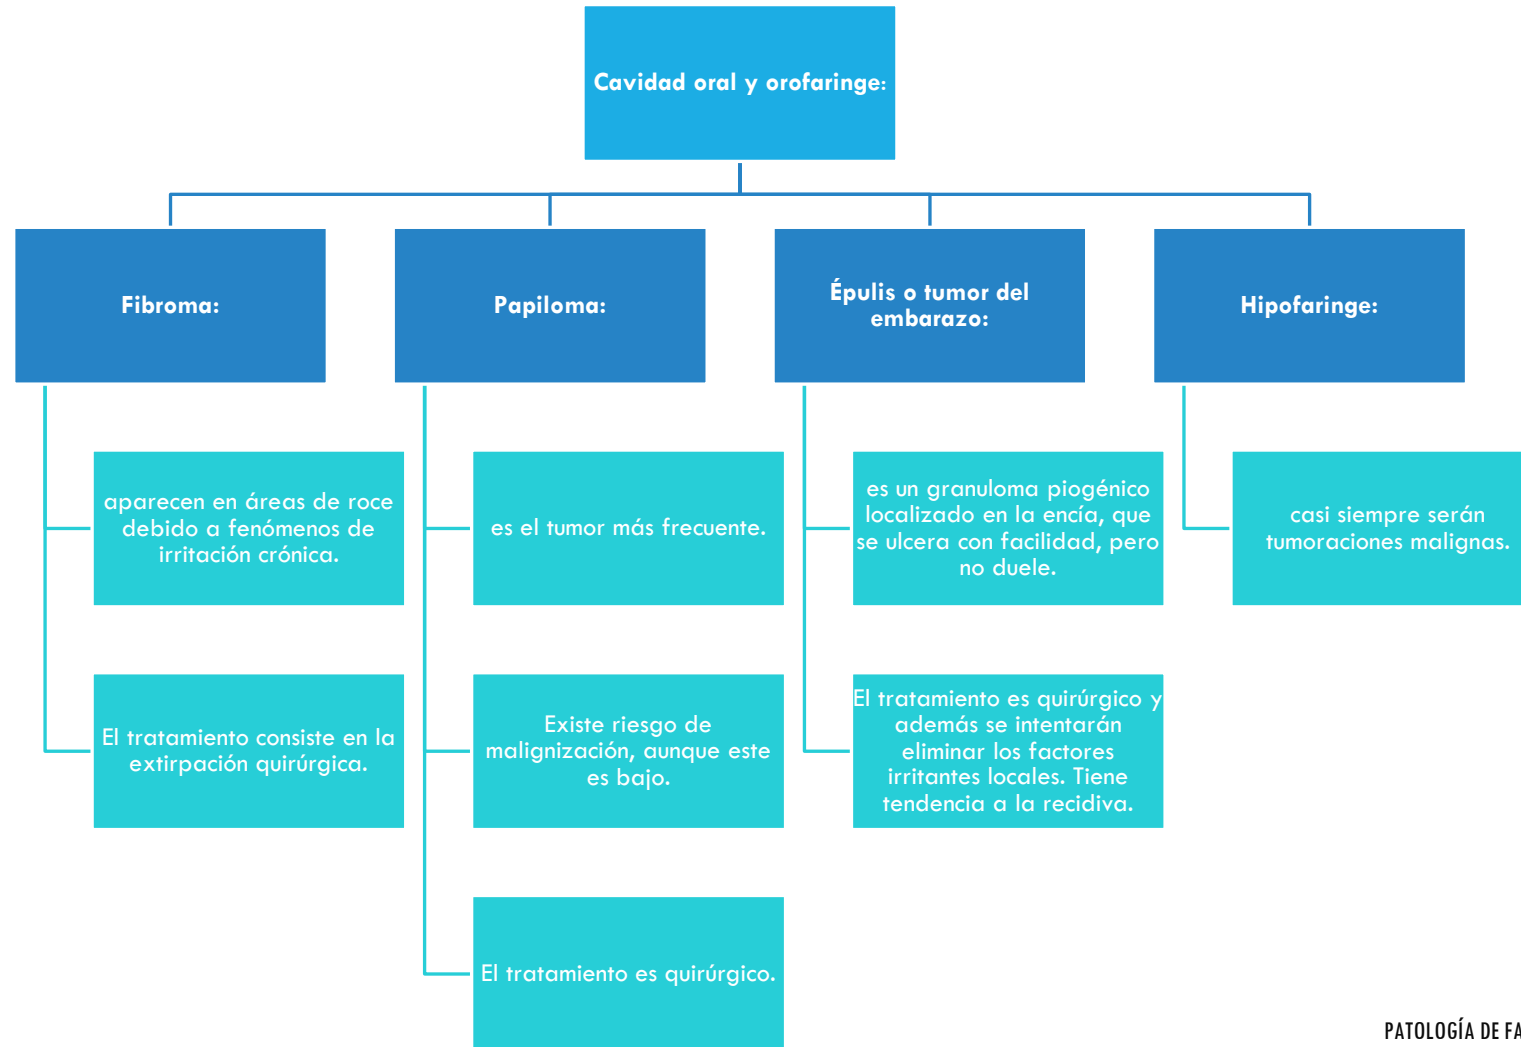 Cavidad oral y orofaringe:
Fibroma:
aparecen en áreas de roce
debido a fenómenos de
irritación crónica.
El tratamiento consiste en la
extirpación quirúrgica.
Papiloma:
es el tumor más frecuente.
Existe riesgo de
malignización, aunque este
es bajo.
El tratamiento es quirúrgico.
Épulis o tumor del
embarazo:
es un granuloma piogénico
localizado en la encía, que
se ulcera con facilidad, pero
no duele.
El tratamiento es quirúrgico y
además se intentarán
eliminar los factores
irritantes locales. Tiene
tendencia a la recidiva.
Hipofaringe:
casi siempre serán
tumoraciones malignas.
PATOLOGÍA DE FA